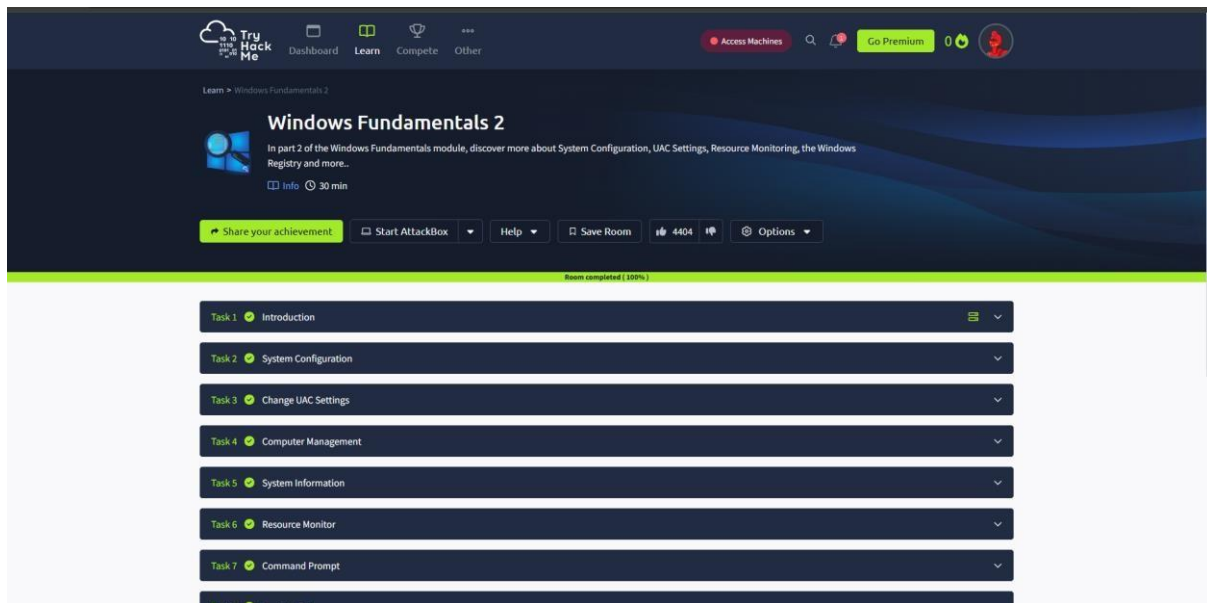 Try Hack Me
Dashboard
Learn
Compete
Other
Access Machines
Go Premium
0
Learn > Windows Fundamentals 2
Windows Fundamentals 2
In part 2 of the Windows Fundamentals module, discover more about System Configuration, UAC Settings, Resource Monitoring, the Windows
Registry and more..
Info 30 min
Share your achievement
Start AttackBox
Help
Save Room
4404
Options
Room completed ( 100% )
Task 1 Introduction
Task 2 System Configuration
Task 3 Change UAC Settings
Task 4 Computer Management
Task 5 System Information
Task 6 Resource Monitor
Task 7 Command Prompt